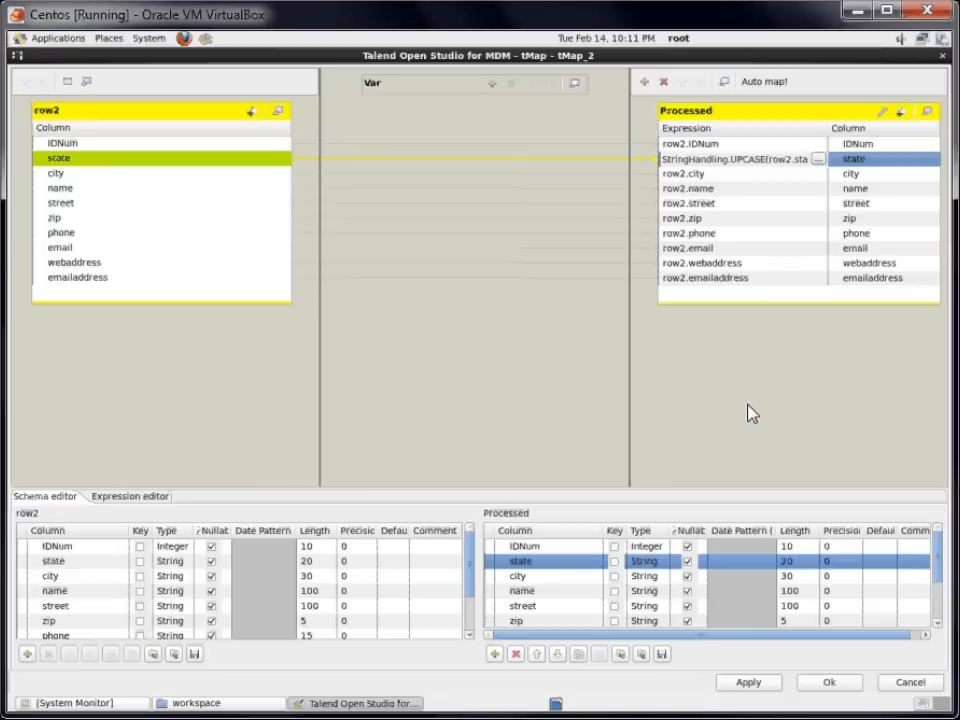 Centos [Running] - Oracle VM VirtualBox
Applications Places System Tue Feb 14, 10:11 PM root
Talend Open Studio for MDM - tMap - tMap_2
Var
Auto map!
row2
Column
IDNum
state
city
name
street
zip
phone
email
webaddress
emailaddress
Processed
Expression Column
row2.IDNum IDNum
StringHandling.UPCASE(row2.sta ... state
row2.city city
row2.name name
row2.street street
row2.zip zip
row2.phone phone
row2.email email
row2.webaddress webaddress
row2.emailaddress emailaddress
Schema editor Expression editor
row2
Column Key Type Nullab Date Pattern Length Precisic Defau Comment
IDNum Integer 10 0
state String 20 0
city String 30 0
name String 100 0
street String 100 0
zip String 5 0
phone String 15 0
Processed
Column Key Type Nullab Date Pattern ( Length Precisio Defaul Comm
IDNum Integer 10 0
state String 20 0
city String 30 0
name String 100 0
street String 100 0
zip String 5 0
Apply Ok Cancel
[System Monitor] workspace Talend Open Studio for...